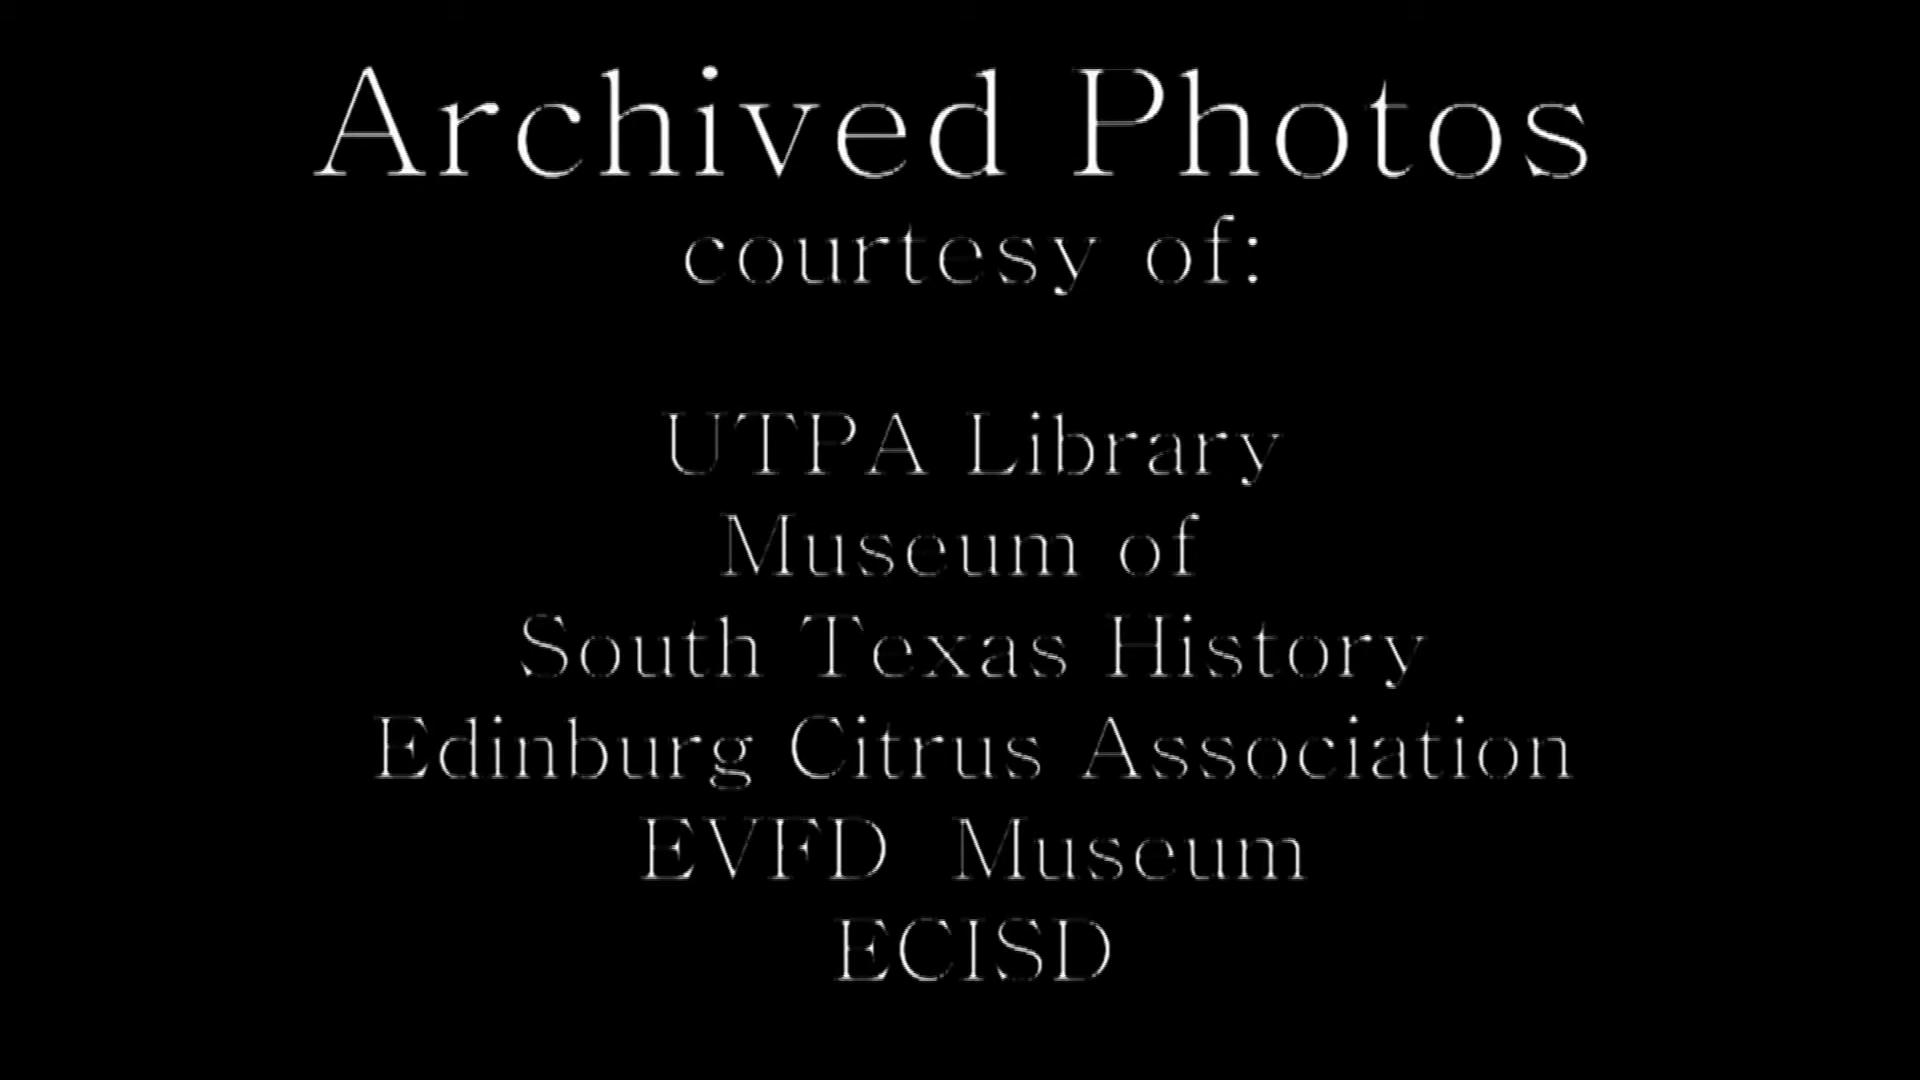 Archived Photos
courtesy of:
UTPA Library
Museum of
South Texas History
Edinburg Citrus Association
EVFD Museum
ECISD